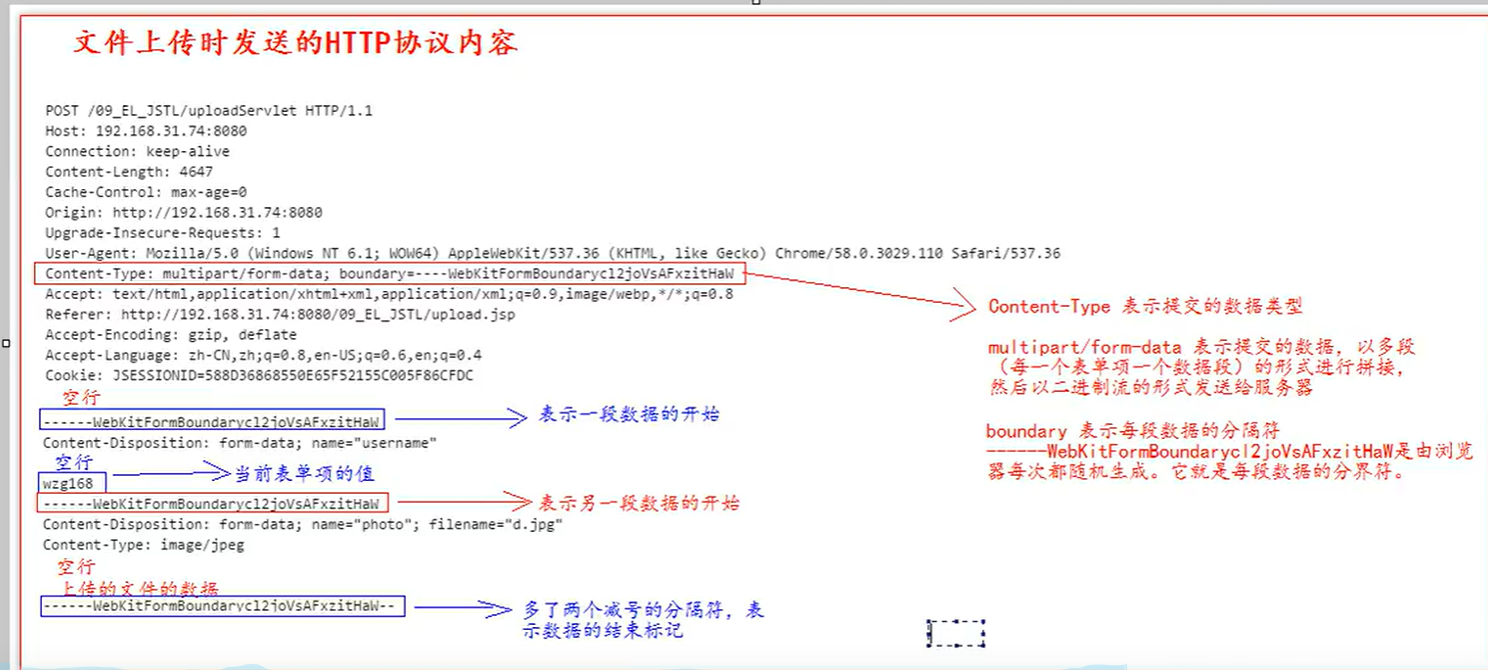 文件上传时发送的HTTP协议内容
POST /09_EL_JSTL/uploadServlet HTTP/1.1
Host: 192.168.31.74:8080
Connection: keep-alive
Content-Length: 4647
Cache-Control: max-age=0
Origin: http://192.168.31.74:8080
Upgrade-Insecure-Requests: 1
User-Agent: Mozilla/5.0 (Windows NT 6.1; WOW64) AppleWebKit/537.36 (KHTML, like Gecko) Chrome/58.0.3029.110 Safari/537.36
Content-Type: multipart/form-data; boundary=----WebKitFormBoundarycl2joVsAFxzitHaW
Accept: text/html,application/xhtml+xml,application/xml;q=0.9,image/webp,*/*;q=0.8
Referer: http://192.168.31.74:8080/09_EL_JSTL/upload.jsp
Accept-Encoding: gzip, deflate
Accept-Language: zh-CN,zh;q=0.8,en-US;q=0.6,en;q=0.4
Cookie: JSESSIONID=588D36868550E65F52155C005F86CFDC
空行
------WebKitFormBoundarycl2joVsAFxzitHaW
表示一段数据的开始
Content-Disposition: form-data; name="username"
空行
当前表单项的值
wzg168
------WebKitFormBoundarycl2joVsAFxzitHaW
表示另一段数据的开始
Content-Disposition: form-data; name="photo"; filename="d.jpg"
Content-Type: image/jpeg
空行
上传的文件的数据
------WebKitFormBoundarycl2joVsAFxzitHaW--
多了两个减号的分隔符，表
示数据的结束标记
Content-Type 表示提交的数据类型
multipart/form-data 表示提交的数据，以多段
（每一个表单项一个数据段）的形式进行拼接，
然后以二进制流的形式发送给服务器
boundary 表示每段数据的分隔符
------WebKitFormBoundarycl2joVsAFxzitHaW是由浏览
器每次都随机生成。它就是每段数据的分界符。